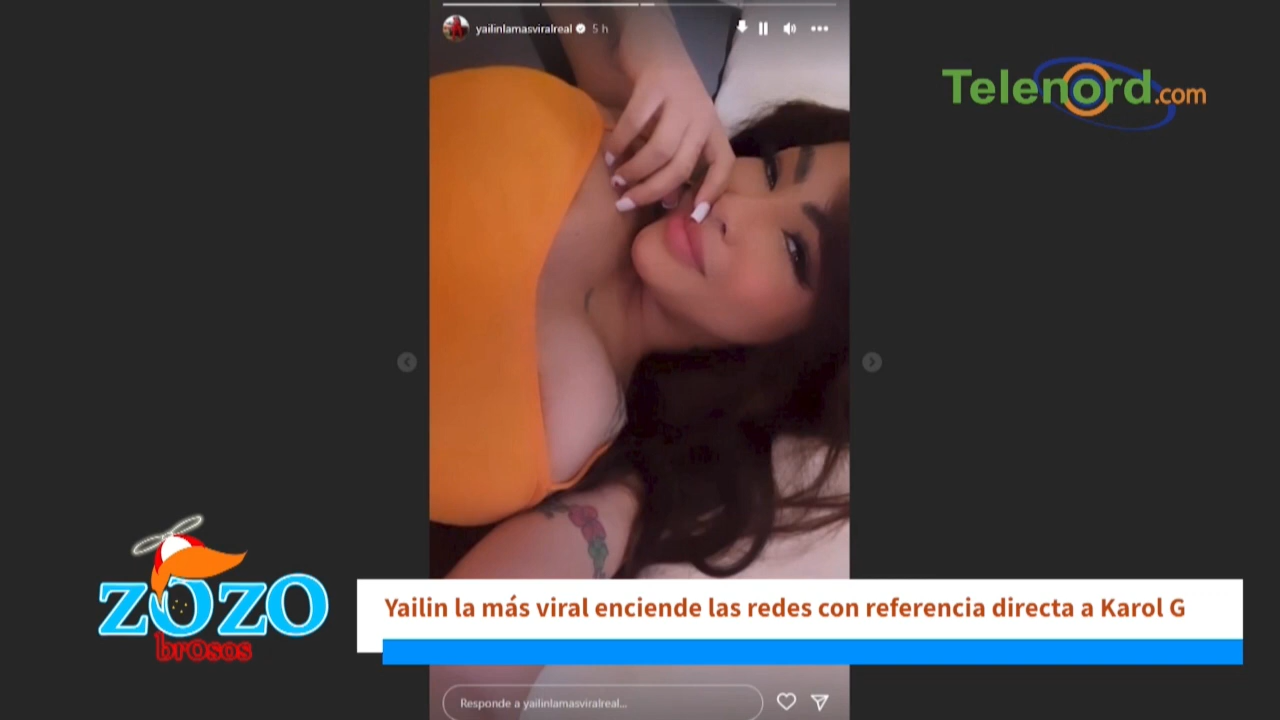 yailinlamasviralreal 5 h
Telenord.com
ZOZO
brosos
Yailin la más viral enciende las redes con referencia directa a Karol G
Responde a yailinlamasviralreal...